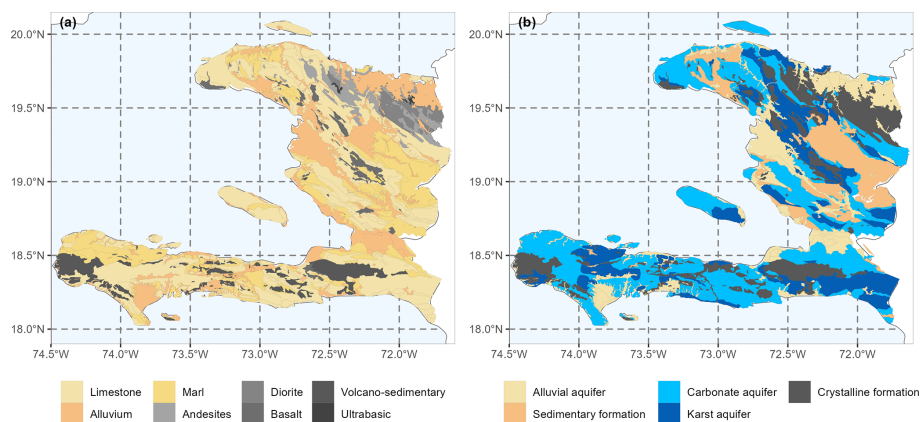 (a) (b)
20.0°N 20.0°N
19.5°N 19.5°N
19.0°N 19.0°N
18.5°N 18.5°N
18.0°N 18.0°N
74.5°W 74.0°W 73.5°W 73.0°W 72.5°W 72.0°W 74.5°W 74.0°W 73.5°W 73.0°W 72.5°W 72.0°W
Limestone Marl Diorite Volcano-sedimentary Alluvial aquifer Carbonate aquifer Crystalline formation
Alluvium Andesites Basalt Ultrabasic Sedimentary formation Karst aquifer